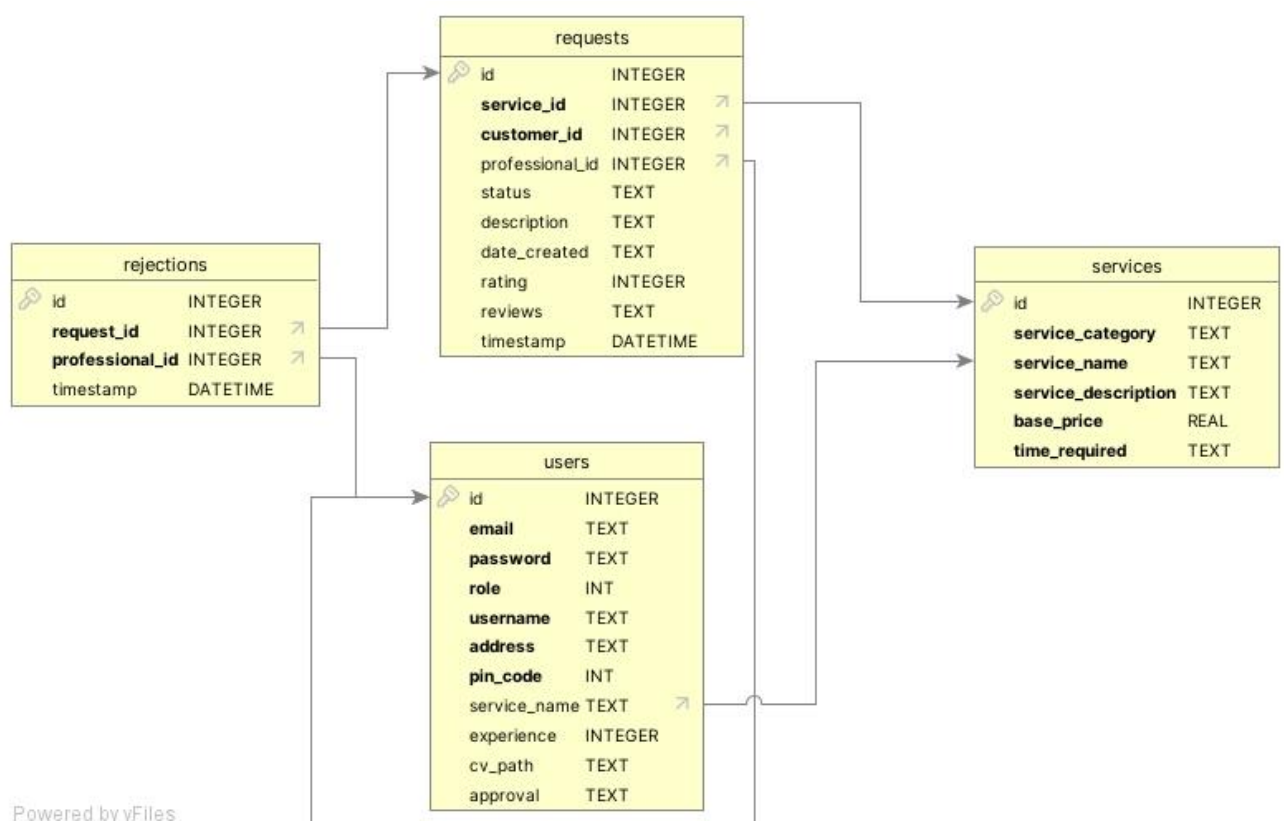 requests
id INTEGER
service_id INTEGER
customer_id INTEGER
professional_id INTEGER
status TEXT
description TEXT
date_created TEXT
rating INTEGER
reviews TEXT
timestamp DATETIME
rejections
id INTEGER
request_id INTEGER
professional_id INTEGER
timestamp DATETIME
services
id INTEGER
service_category TEXT
service_name TEXT
service_description TEXT
base_price REAL
time_required TEXT
users
id INTEGER
email TEXT
password TEXT
role INT
username TEXT
address TEXT
pin_code INT
service_name TEXT
experience INTEGER
cv_path TEXT
approval TEXT
Powered by yFiles